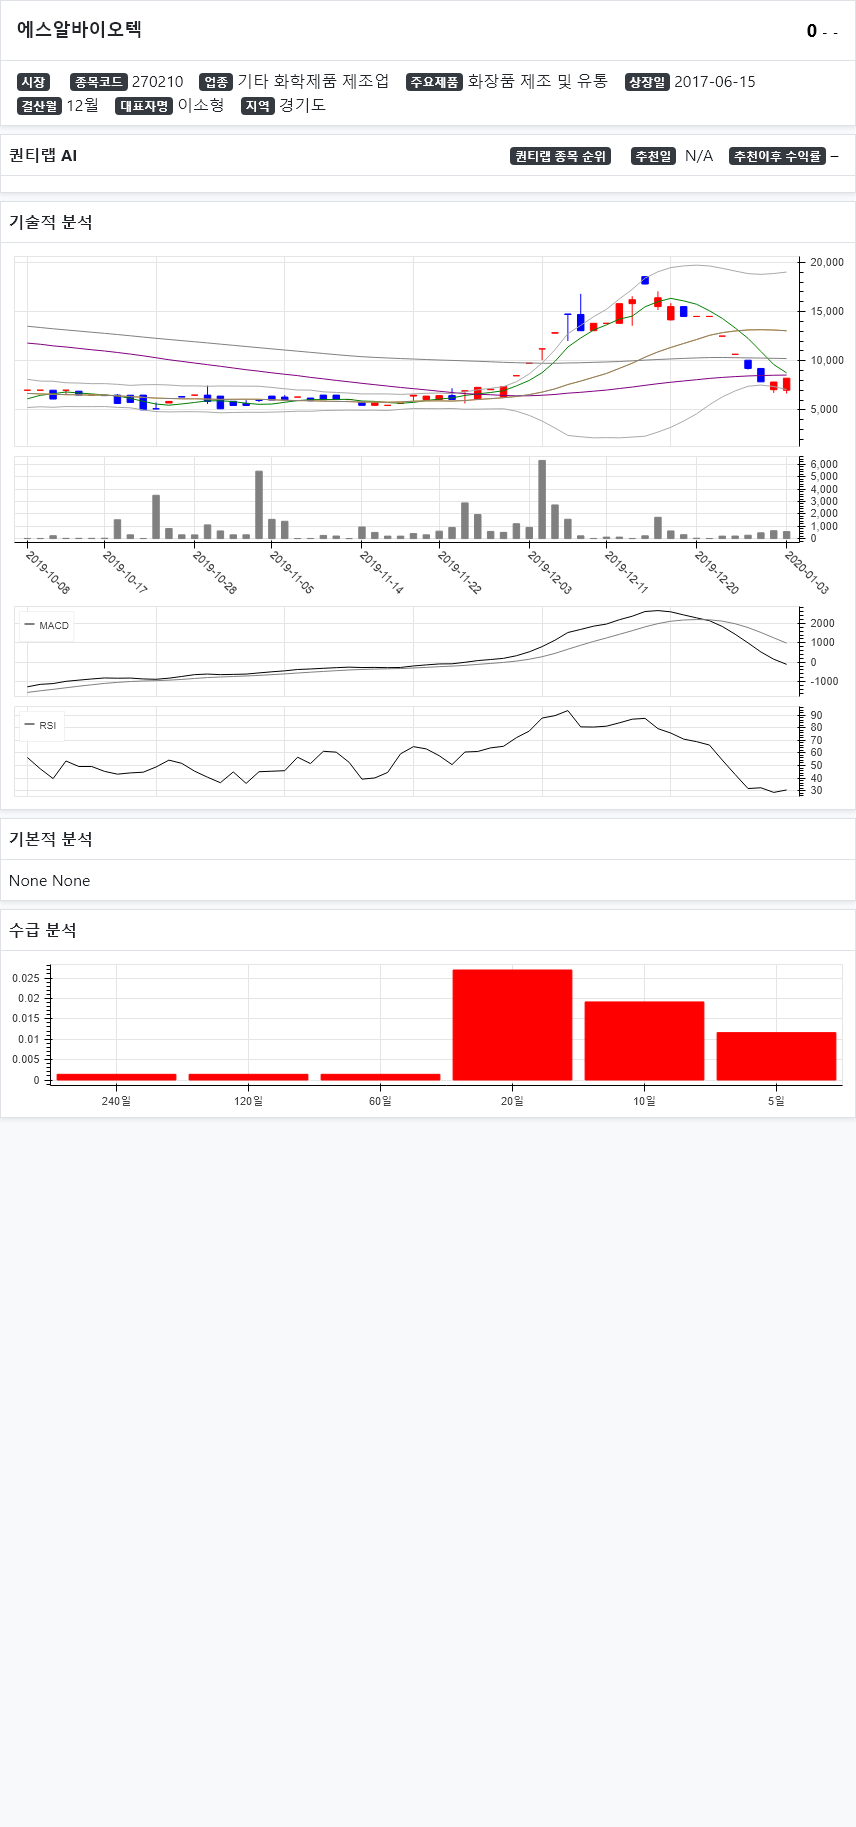 에스알바이오텍 0 - -
시장 종목코드 270210 업종 기타 화학제품 제조업 주요제품 화장품 제조 및 유통 상장일 2017-06-15
결산월 12월 대표자명 이소형 지역 경기도
퀀티랩 AI 퀀티랩 종목 순위 추천일 N/A 추천이후 수익률 –
기술적 분석
20,000
15,000
10,000
5,000
6,000
5,000
4,000
3,000
2,000
1,000
0
2019-10-08 2019-10-17 2019-10-28 2019-11-05 2019-11-14 2019-11-22 2019-12-03 2019-12-11 2019-12-20 2020-01-03
MACD
2000
1000
0
-1000
RSI
90
80
70
60
50
40
30
기본적 분석
None None
수급 분석
0.025
0.02
0.015
0.01
0.005
0
240일 120일 60일 20일 10일 5일